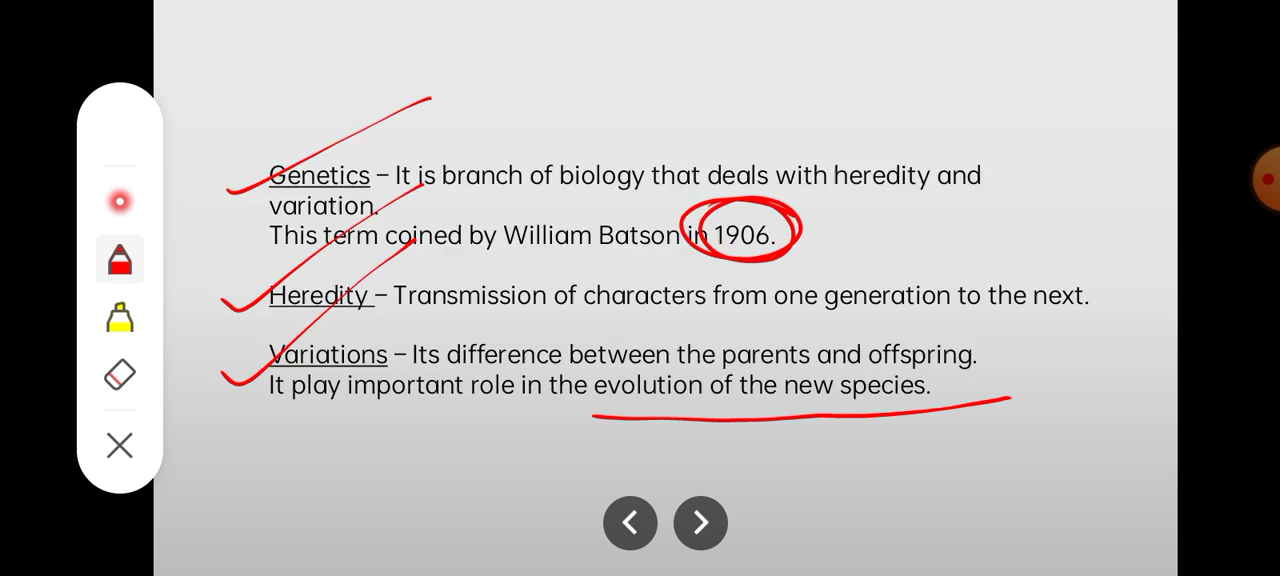 Genetics – It is branch of biology that deals with heredity and
variation.
This term coined by William Batson in 1906.
Heredity – Transmission of characters from one generation to the next.
Variations – Its difference between the parents and offspring.
It play important role in the evolution of the new species.